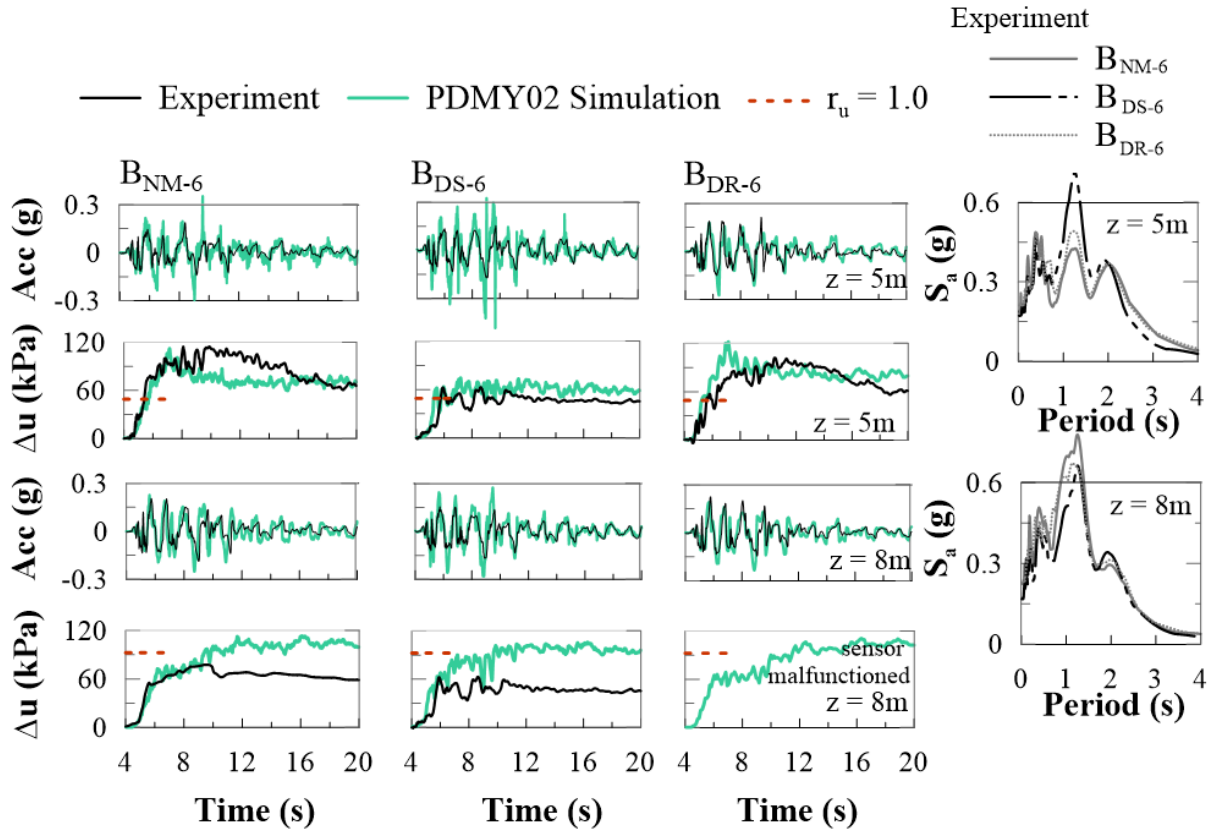 Experiment
B_NM-6
B_DS-6
B_DR-6
Experiment PDMY02 Simulation r_u = 1.0
B_NM-6 B_DS-6 B_DR-6
Acc (g)
0.3
0
-0.3
z = 5m
Δu (kPa)
120
60
0
z = 5m
Acc (g)
0.3
0
-0.3
z = 8m
Δu (kPa)
120
60
0
sensor
malfunctioned
z = 8m
4 8 12 16 20 4 8 12 16 20 4 8 12 16 20
Time (s) Time (s) Time (s)
S_a (g)
0.6
0.3
0
z = 5m
0 1 2 3 4
Period (s)
S_a (g)
0.6
0.3
0
z = 8m
0 1 2 3 4
Period (s)